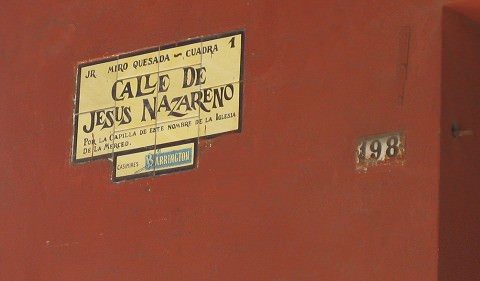 JR MIRO QUESADA ~ CUADRA 1
CALLE DE
JESUS NAZARENO
POR LA CAPILLA DE ESTE NOMBRE DE LA IGLESIA
DE LA MERCED.
CASIMIRES BARRINGTON
198